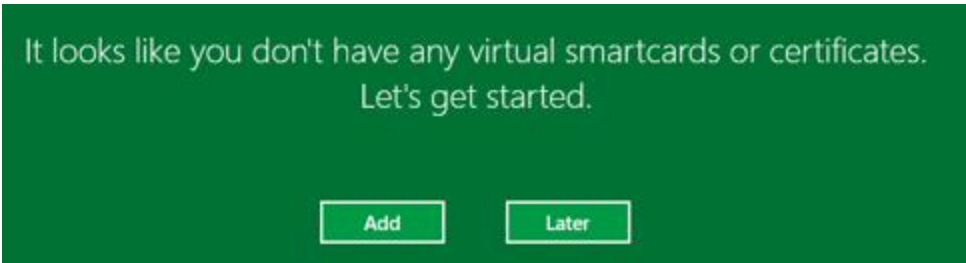 It looks like you don't have any virtual smartcards or certificates.
Let's get started.
Add
Later